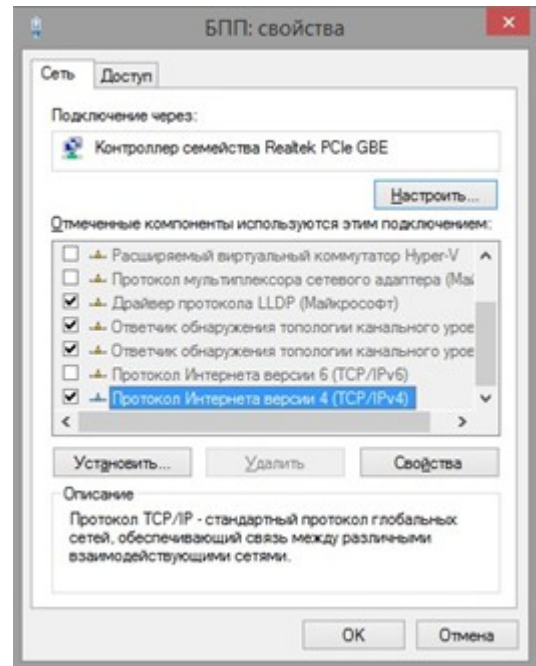 БПП: свойства
Сеть Доступ
Подключение через:
Контроллер семейства Realtek PCIe GBE
Настроить...
Отмеченные компоненты используются этим подключением:
Расширяемый виртуальный коммутатор Hyper-V
Протокол мультиплексора сетевого адаптера (Май
Драйвер протокола LLDP (Майкрософт)
Ответчик обнаружения топологии канального уров
Ответчик обнаружения топологии канального уров
Протокол Интернета версии 6 (TCP/IPv6)
Протокол Интернета версии 4 (TCP/IPv4)
Установить... Удалить Свойства
Описание
Протокол TCP/IP - стандартный протокол глобальных
сетей, обеспечивающий связь между различными
взаимодействующими сетями.
OK Отмена